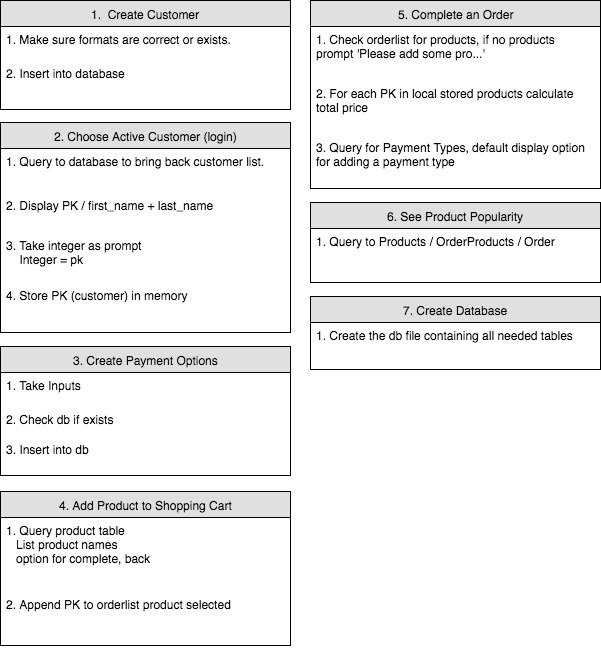 1.  Create Customer
1. Make sure formats are correct or exists.
2. Insert into database
2. Choose Active Customer (login)
1. Query to database to bring back customer list.
2. Display PK / first_name + last_name
3. Take integer as prompt
Integer = pk
4. Store PK (customer) in memory
3. Create Payment Options
1. Take Inputs
2. Check db if exists
3. Insert into db
4. Add Product to Shopping Cart
1. Query product table
List product names
option for complete, back
2. Append PK to orderlist product selected
5. Complete an Order
1. Check orderlist for products, if no products
prompt 'Please add some pro...'
2. For each PK in local stored products calculate
total price
3. Query for Payment Types, default display option
for adding a payment type
6. See Product Popularity
1. Query to Products / OrderProducts / Order
7. Create Database
1. Create the db file containing all needed tables